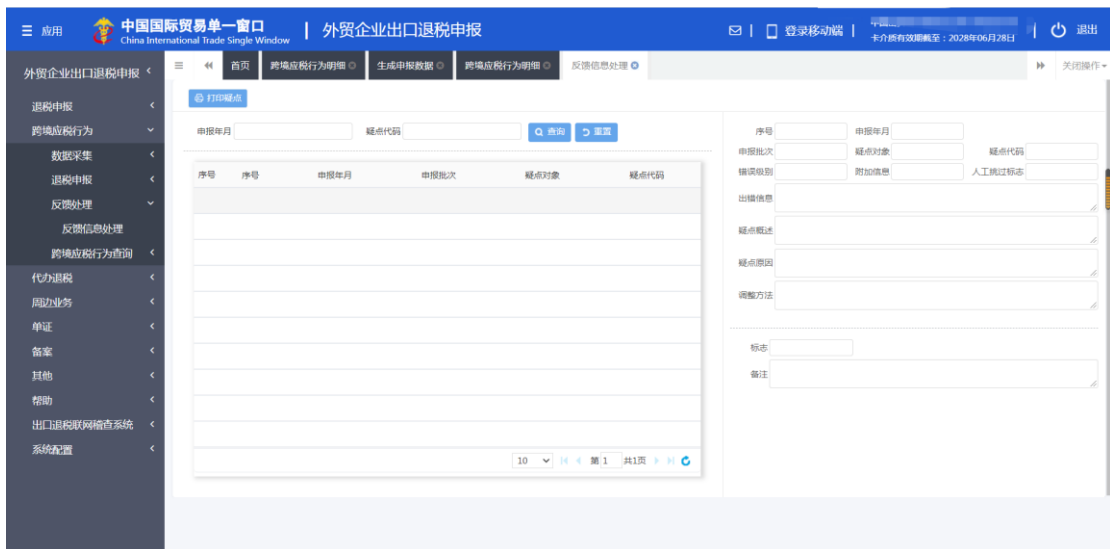 应用
中国国际贸易单一窗口
China International Trade Single Window
外贸企业出口退税申报
登录移动端
卡介质有效期截至：2028年06月28日
退出
外贸企业出口退税申报
首页
跨境应税行为明细
生成申报数据
跨境应税行为明细
反馈信息处理
关闭操作
退税申报
跨境应税行为
数据采集
退税申报
反馈处理
反馈信息处理
跨境应税行为查询
代办退税
周边业务
单证
备案
其他
帮助
出口退税联网稽查系统
系统配置
打印疑点
申报年月
疑点代码
查询
重置
序号 序号 申报年月 申报批次 疑点对象 疑点代码
10
第 1 共1页
序号 申报年月
申报批次 疑点对象 疑点代码
错误级别 附加信息 人工挑过标志
出错信息
疑点概述
疑点原因
调整方法
标志
备注